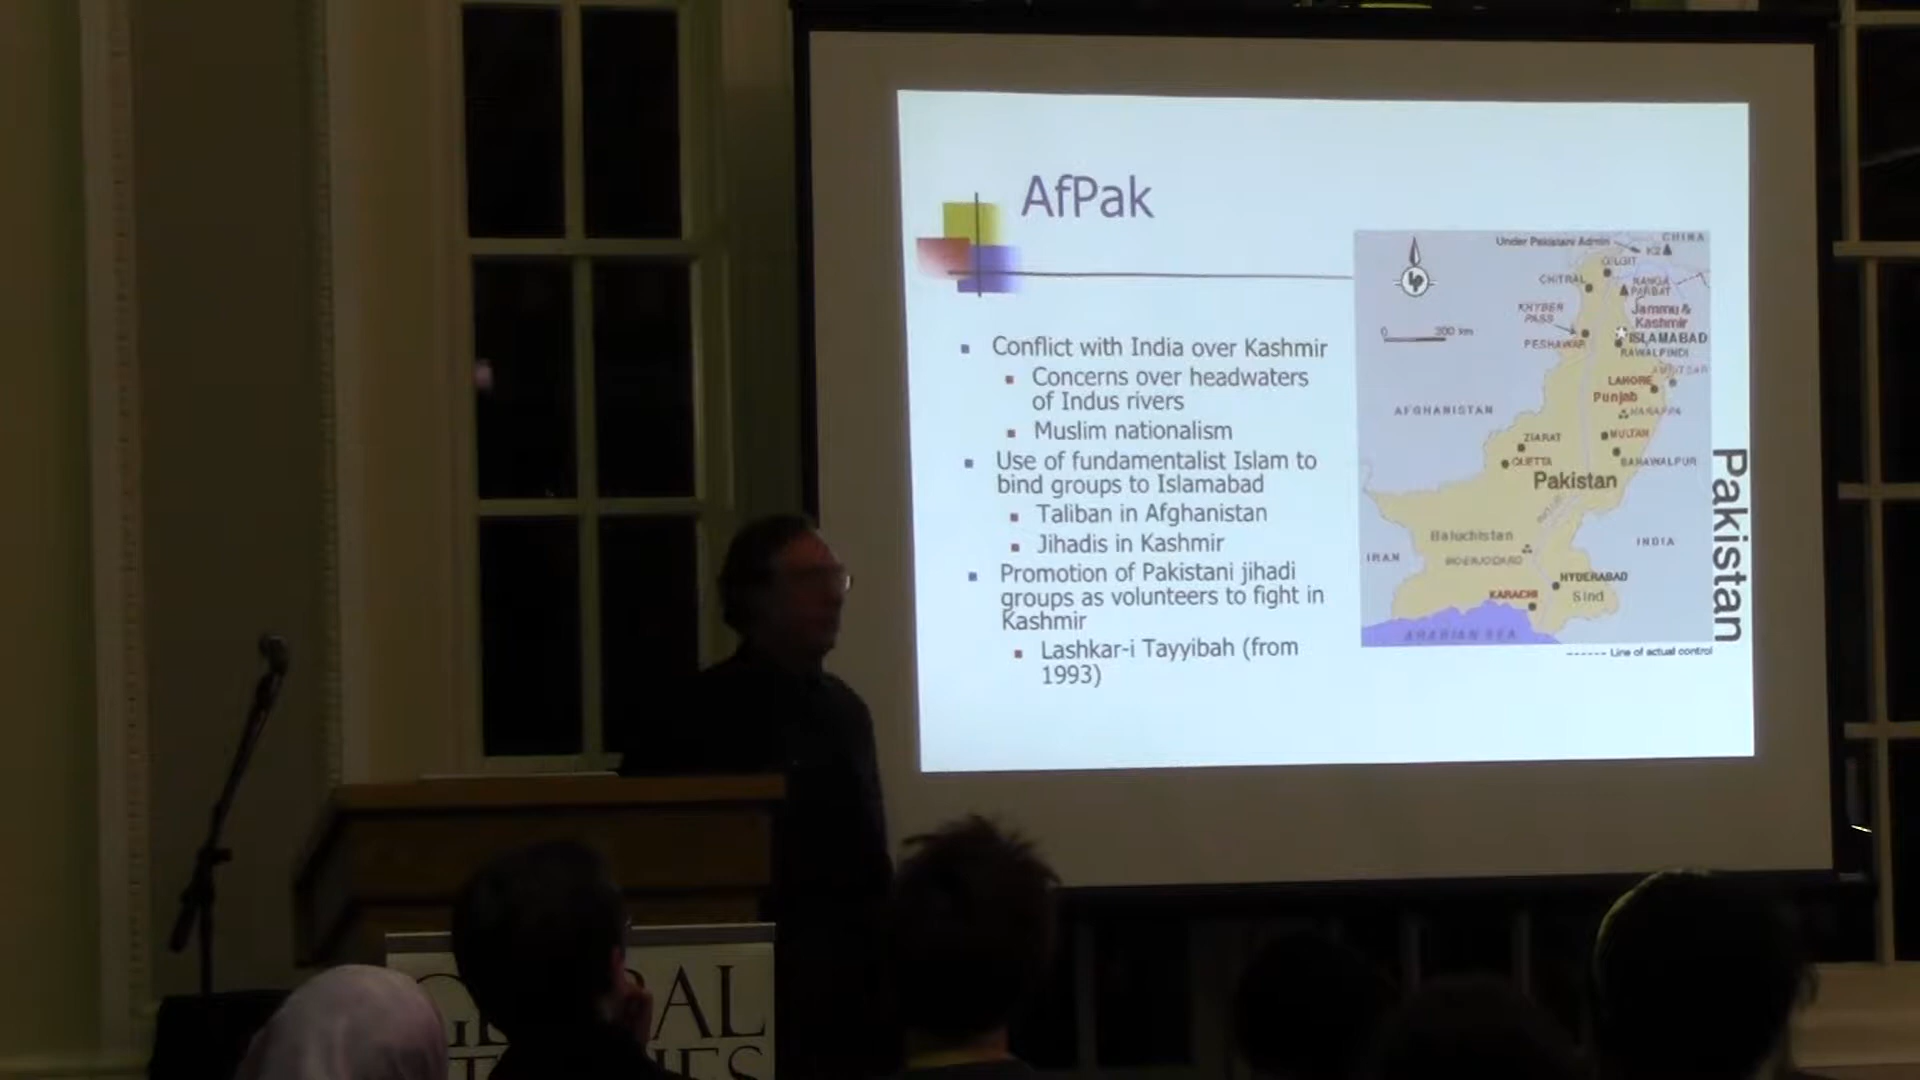 AfPak
Conflict with India over Kashmir
Concerns over headwaters
of Indus rivers
Muslim nationalism
Use of fundamentalist Islam to
bind groups to Islamabad
Taliban in Afghanistan
Jihadis in Kashmir
Promotion of Pakistani jihadi
groups as volunteers to fight in
Kashmir
Lashkar-i Tayyibah (from
1993)
Under Pakistani Admin
CHINA
K2
GILGIT
CHITRAL
NANGA
PARBAT
KHYBER
PASS
Jammu &
Kashmir
0
200 km
PESHAWAR
ISLAMABAD
RAWALPINDI
AMRITSAR
LAHORE
Punjab
HARAPPA
AFGHANISTAN
ZIARAT
MULTAN
QUETTA
BAHAWALPUR
Pakistan
Baluchistan
INDIA
IRAN
MOENJODARO
HYDERABAD
Sind
KARACHI
ARABIAN SEA
Line of actual control
Pakistan